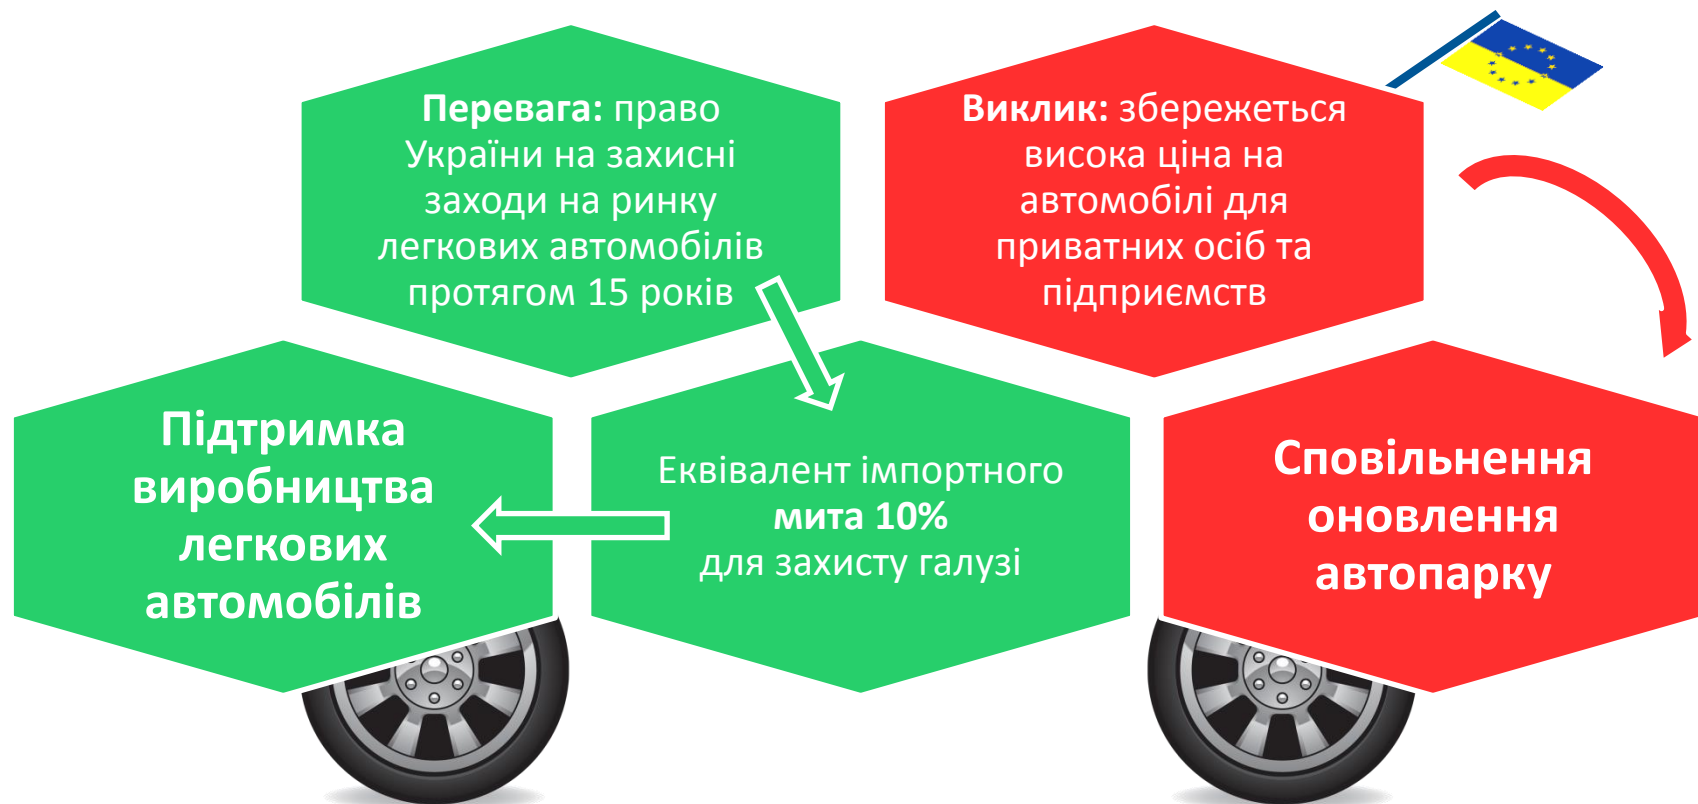 Перевага: право
України на захисні
заходи на ринку
легкових автомобілів
протягом 15 років
Виклик: збережеться
висока ціна на
автомобілі для
приватних осіб та
підприємств
Підтримка
виробництва
легкових
автомобілів
Еквівалент імпортного
мита 10%
для захисту галузі
Сповільнення
оновлення
автопарку